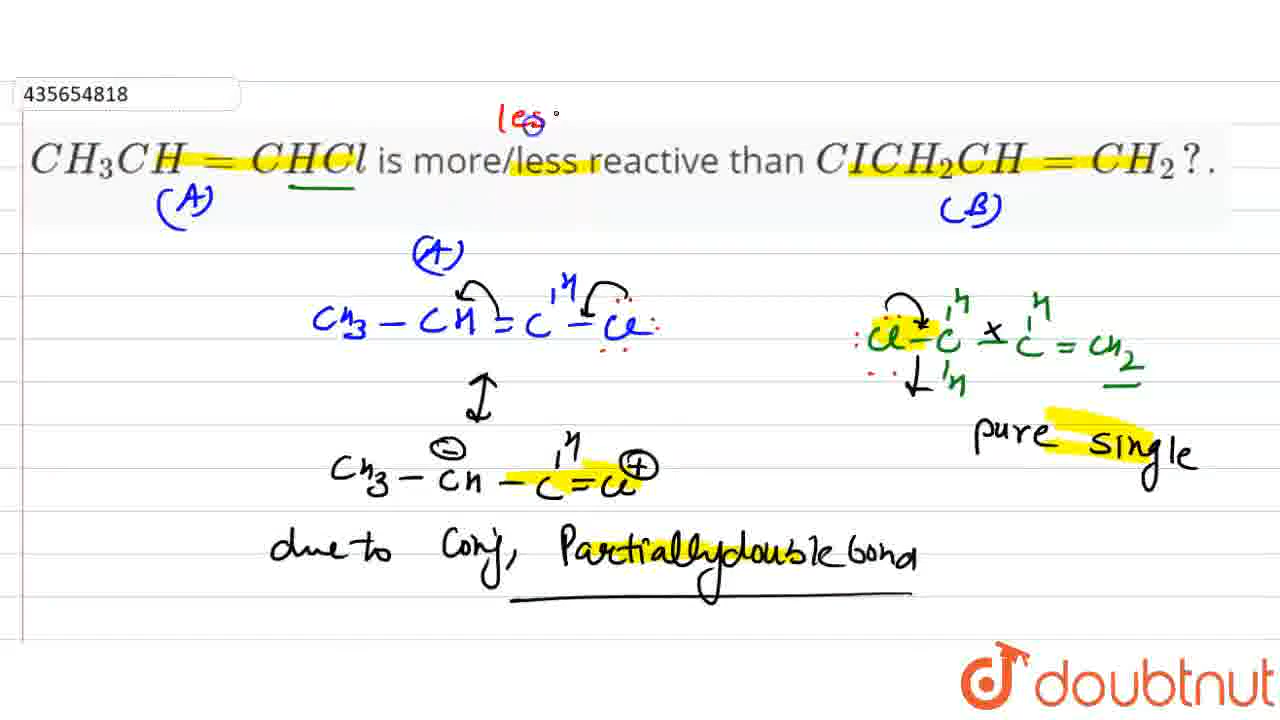 435654818
les
CH₃CH = CHCl is more/less reactive than ClCH₂CH = CH₂?.
(A) (B)
(A)
H H H
CH₃ - CH = C - Cl Cl - C - C = CH₂
H
pure single
⊖ H ⊕
CH₃ - CH - C = Cl
due to Conj, Partially double bond
doubtnut